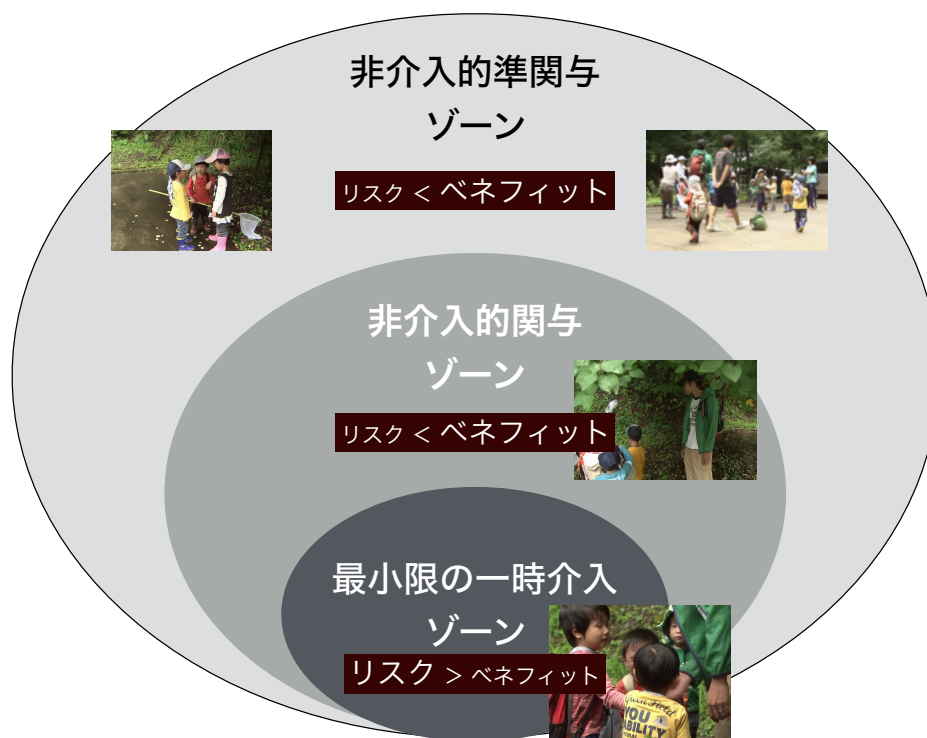 非介入的準関与
ゾーン
リスク < ベネフィット
非介入的関与
ゾーン
リスク < ベネフィット
最小限の一時介入
ゾーン
リスク > ベネフィット
YOU